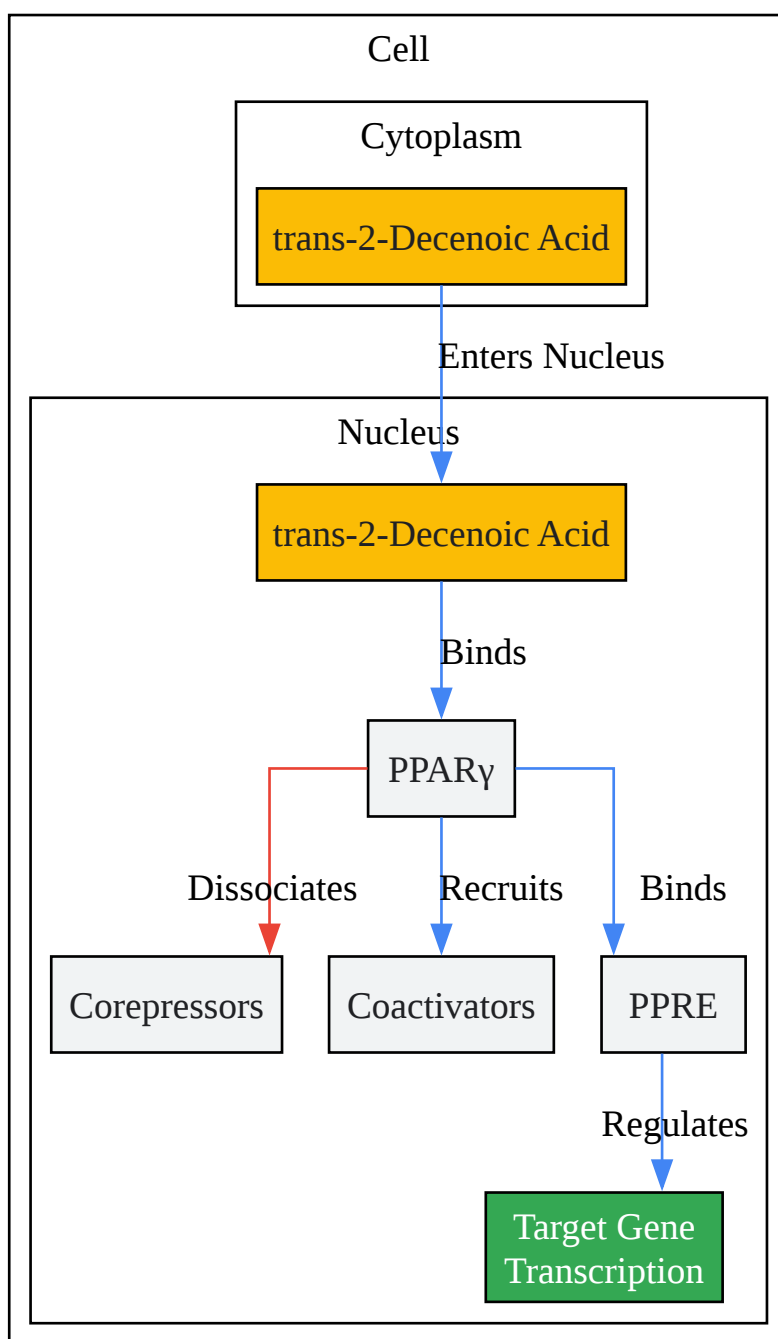 Cell
Cytoplasm
trans-2-Decenoic Acid
Enters Nucleus
Nucleus
trans-2-Decenoic Acid
Binds
PPARγ
Dissociates
Recruits
Binds
Corepressors
Coactivators
PPRE
Regulates
Target Gene
Transcription